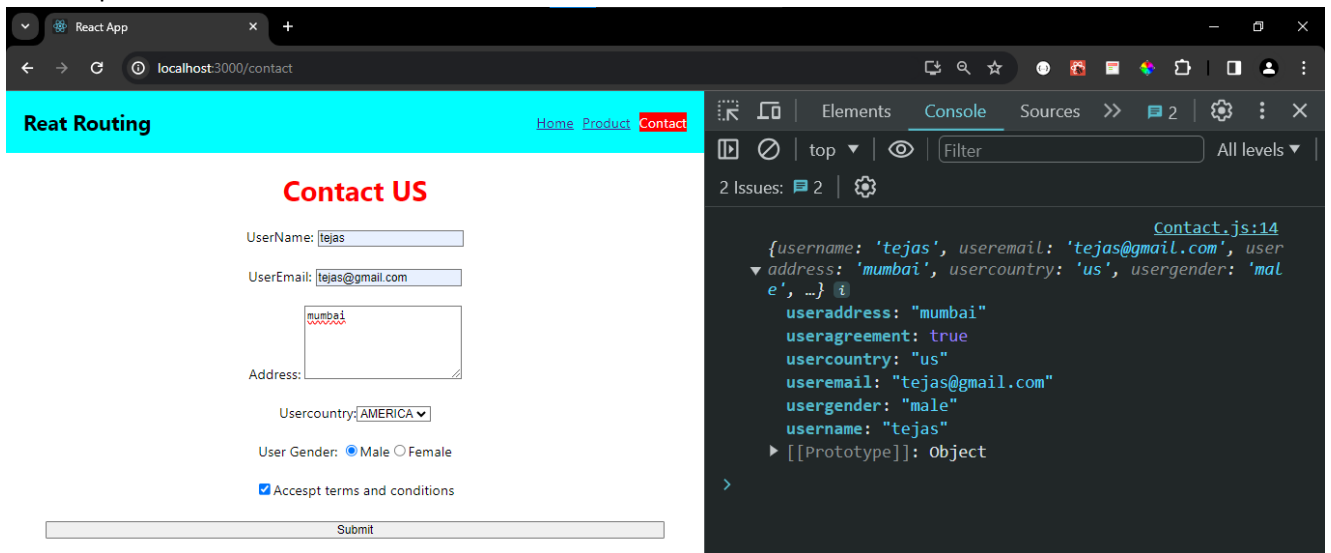 React App
localhost:3000/contact
Reat Routing
Home Product Contact
Contact US
UserName: tejas
UserEmail: tejas@gmail.com
mumbai
Address:
Usercountry: AMERICA
User Gender: Male Female
Accespt terms and conditions
Submit
Elements Console Sources 2
top Filter All levels
2 Issues: 2
Contact.js:14
{username: 'tejas', useremail: 'tejas@gmail.com', user
address: 'mumbai', usercountry: 'us', usergender: 'mal
e', …} i
useraddress: "mumbai"
useragreement: true
usercountry: "us"
useremail: "tejas@gmail.com"
usergender: "male"
username: "tejas"
[[Prototype]]: Object